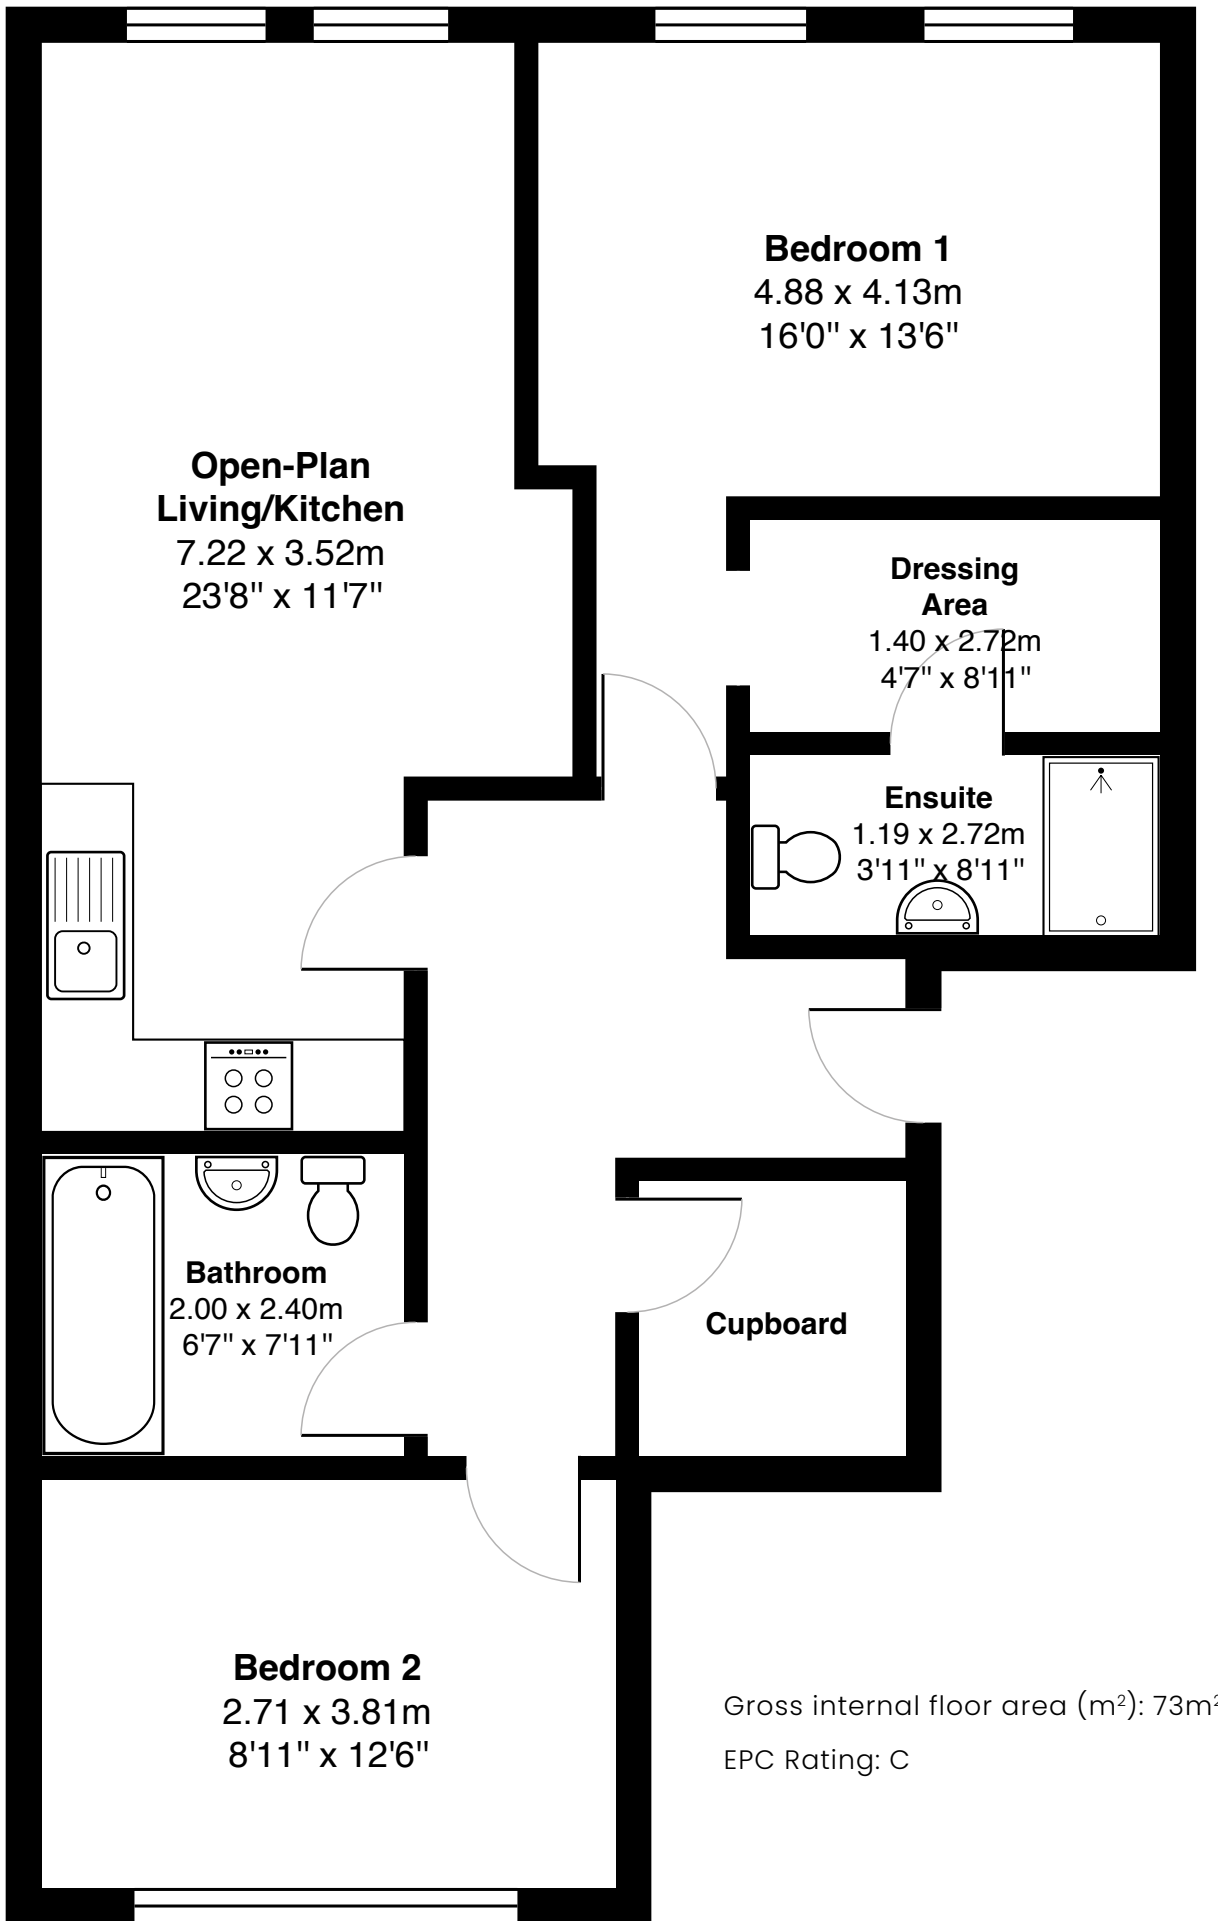 Bedroom 1
4.88 x 4.13m
16'0" x 13'6"
Open-Plan
Living/Kitchen
7.22 x 3.52m
23'8" x 11'7"
Dressing
Area
1.40 x 2.72m
4'7" x 8'11"
Ensuite
1.19 x 2.72m
3'11" x 8'11"
Bathroom
2.00 x 2.40m
6'7" x 7'11"
Cupboard
Bedroom 2
2.71 x 3.81m
8'11" x 12'6"
Gross internal floor area (m²): 73m²
EPC Rating: C